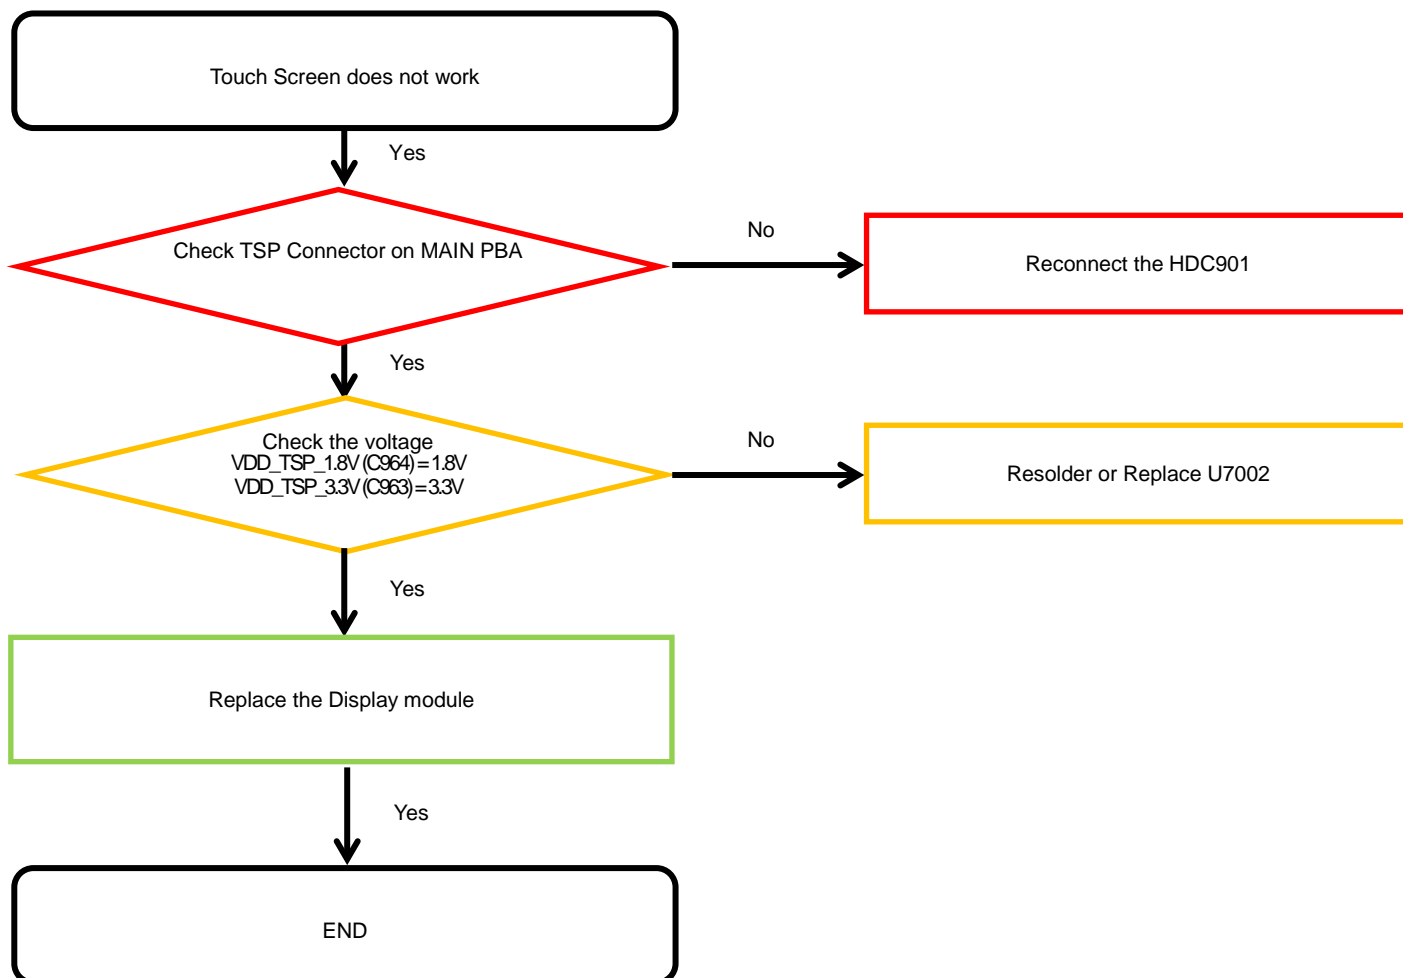 Touch Screen does not work
Yes
Check TSP Connector on MAIN PBA
No
Reconnect the HDC901
Yes
Check the voltage
VDD_TSP_1.8V (C964) = 1.8V
VDD_TSP_3.3V (C963) = 3.3V
No
Resolder or Replace U7002
Yes
Replace the Display module
Yes
END